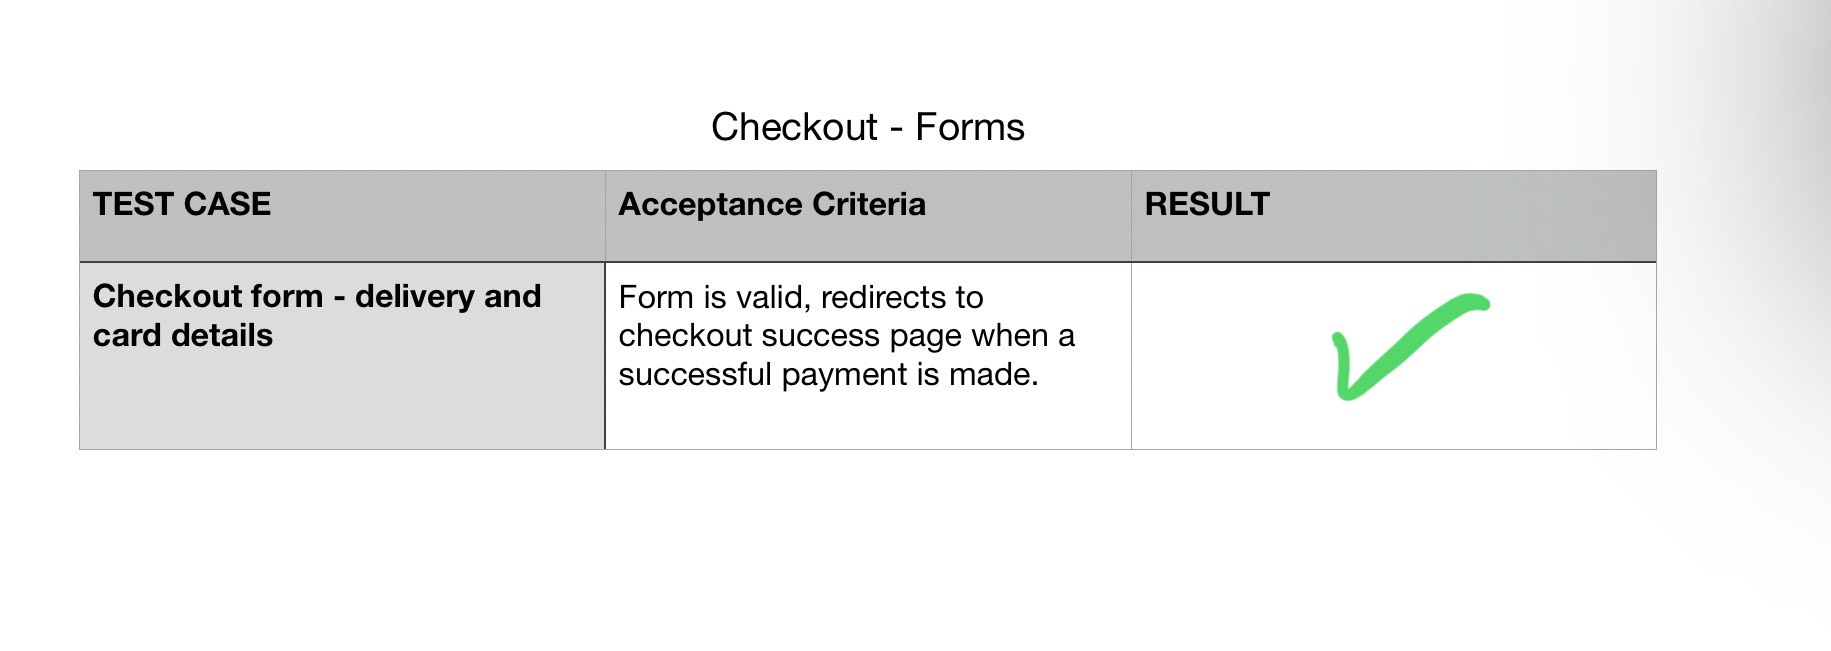 Checkout - Forms
TEST CASE
Acceptance Criteria
RESULT
Checkout form - delivery and
card details
Form is valid, redirects to
checkout success page when a
successful payment is made.